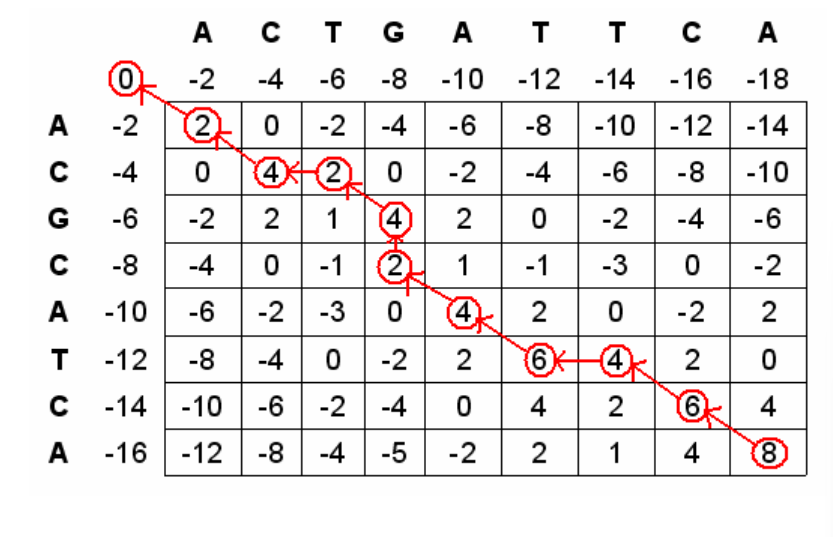 A C T G A T T C A
0 -2 -4 -6 -8 -10 -12 -14 -16 -18
A -2 2 0 -2 -4 -6 -8 -10 -12 -14
C -4 0 4 2 0 -2 -4 -6 -8 -10
G -6 -2 2 1 4 2 0 -2 -4 -6
C -8 -4 0 -1 2 1 -1 -3 0 -2
A -10 -6 -2 -3 0 4 2 0 -2 2
T -12 -8 -4 0 -2 2 6 4 2 0
C -14 -10 -6 -2 -4 0 4 2 6 4
A -16 -12 -8 -4 -5 -2 2 1 4 8